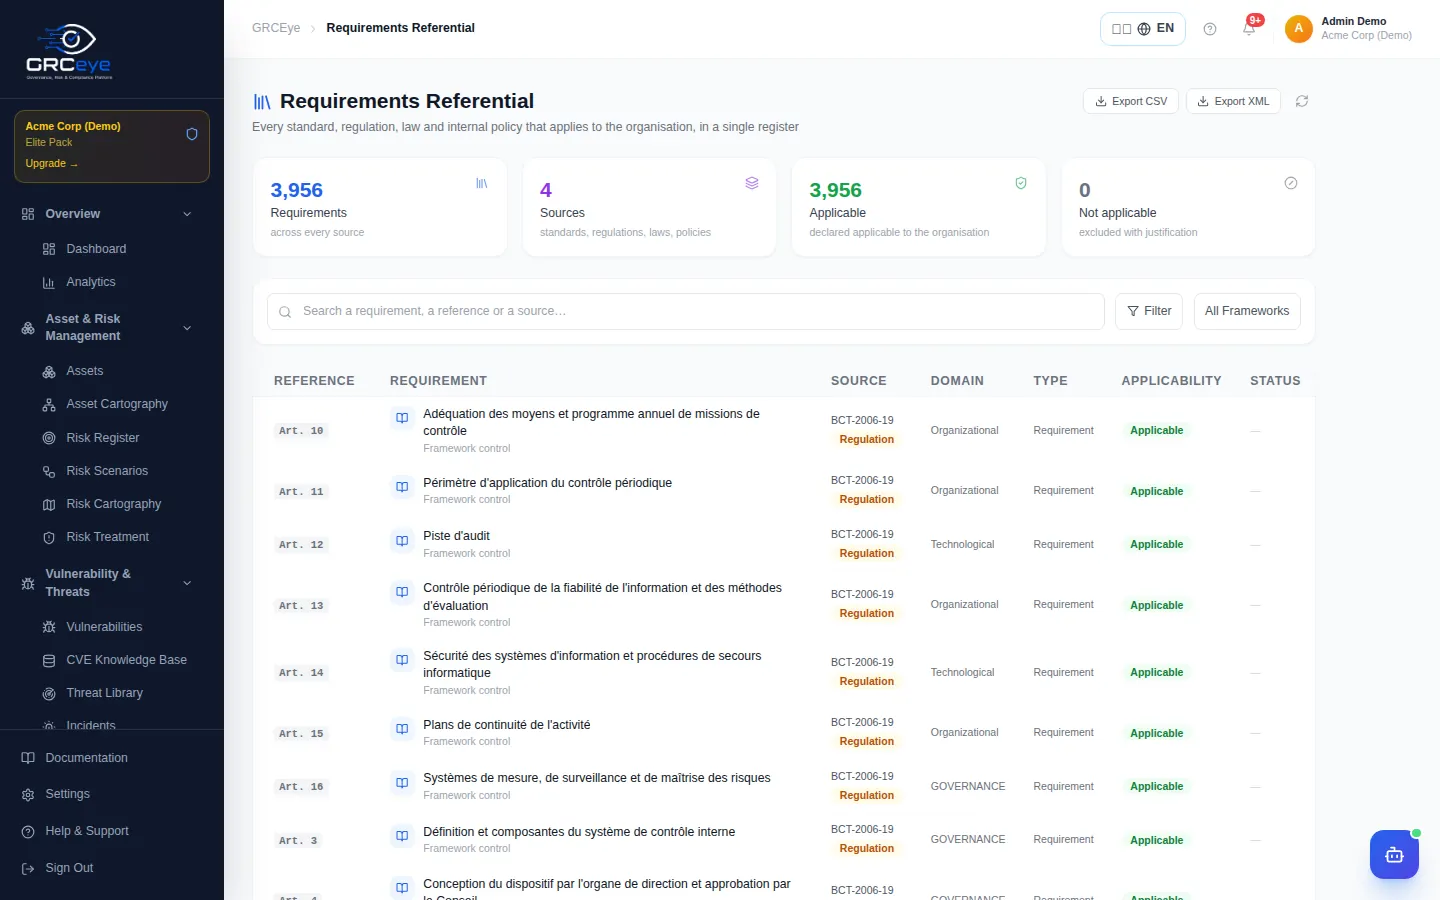 GRCeye
Governance, Risk & Compliance Platform
Acme Corp (Demo)
Elite Pack
Upgrade →
Overview
Dashboard
Analytics
Asset & Risk
Management
Assets
Asset Cartography
Risk Register
Risk Scenarios
Risk Cartography
Risk Treatment
Vulnerability &
Threats
Vulnerabilities
CVE Knowledge Base
Threat Library
Incidents
Documentation
Settings
Help & Support
Sign Out
GRCEye > Requirements Referential
EN
9+
A
Admin Demo
Acme Corp (Demo)
Requirements Referential
Every standard, regulation, law and internal policy that applies to the organisation, in a single register
Export CSV
Export XML
3,956
Requirements
across every source
4
Sources
standards, regulations, laws, policies
3,956
Applicable
declared applicable to the organisation
0
Not applicable
excluded with justification
Search a requirement, a reference or a source…
Filter
All Frameworks
REFERENCE REQUIREMENT SOURCE DOMAIN TYPE APPLICABILITY STATUS
Art. 10
Adéquation des moyens et programme annuel de missions de
contrôle
Framework control
BCT-2006-19
Regulation
Organizational
Requirement
Applicable
—
Art. 11
Périmètre d'application du contrôle périodique
Framework control
BCT-2006-19
Regulation
Organizational
Requirement
Applicable
—
Art. 12
Piste d'audit
Framework control
BCT-2006-19
Regulation
Technological
Requirement
Applicable
—
Art. 13
Contrôle périodique de la fiabilité de l'information et des méthodes
d'évaluation
Framework control
BCT-2006-19
Regulation
Organizational
Requirement
Applicable
—
Art. 14
Sécurité des systèmes d'information et procédures de secours
informatique
Framework control
BCT-2006-19
Regulation
Technological
Requirement
Applicable
—
Art. 15
Plans de continuité de l'activité
Framework control
BCT-2006-19
Regulation
Organizational
Requirement
Applicable
—
Art. 16
Systèmes de mesure, de surveillance et de maîtrise des risques
Framework control
BCT-2006-19
Regulation
GOVERNANCE
Requirement
Applicable
—
Art. 3
Définition et composantes du système de contrôle interne
Framework control
BCT-2006-19
Regulation
GOVERNANCE
Requirement
Applicable
—
Art. 4
Conception du dispositif par l'organe de direction et approbation par
le Conseil
BCT-2006-19
GOVERNANCE
Requirement
Applicable